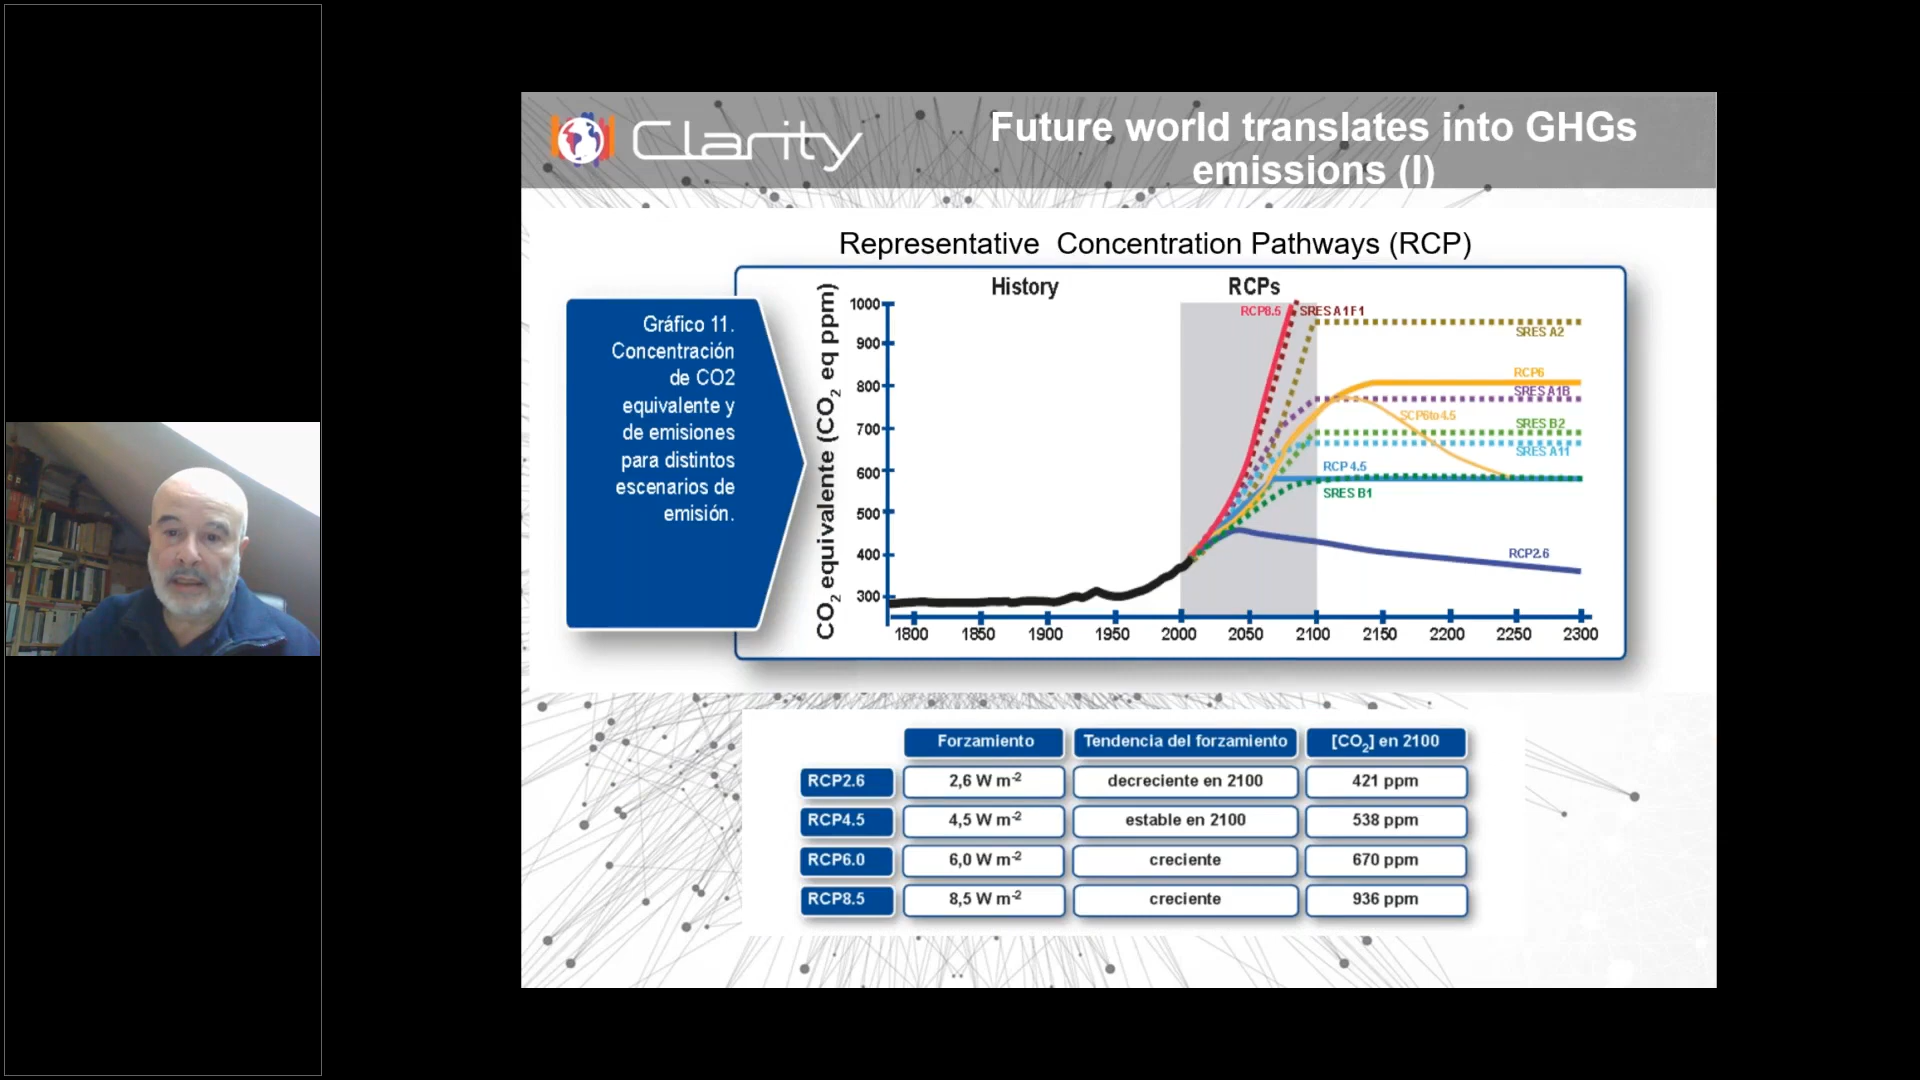 Clarity
Future world translates into GHGs
emissions (I)
Representative Concentration Pathways (RCP)
Gráfico 11.
Concentración
de CO2
equivalente y
de emisiones
para distintos
escenarios de
emisión.
CO2 equivalente (CO2 eq ppm)
History
RCPs
1000
900
800
700
600
500
400
300
RCP8.5
SRES A1F1
SRES A2
RCP6
SRES A1B
SCP6to4.5
SRES B2
SRES A11
RCP 4.5
SRES B1
RCP2.6
1800 1850 1900 1950 2000 2050 2100 2150 2200 2250 2300
Forzamiento Tendencia del forzamiento [CO2] en 2100
RCP2.6 2,6 W m-2 decreciente en 2100 421 ppm
RCP4.5 4,5 W m-2 estable en 2100 538 ppm
RCP6.0 6,0 W m-2 creciente 670 ppm
RCP8.5 8,5 W m-2 creciente 936 ppm